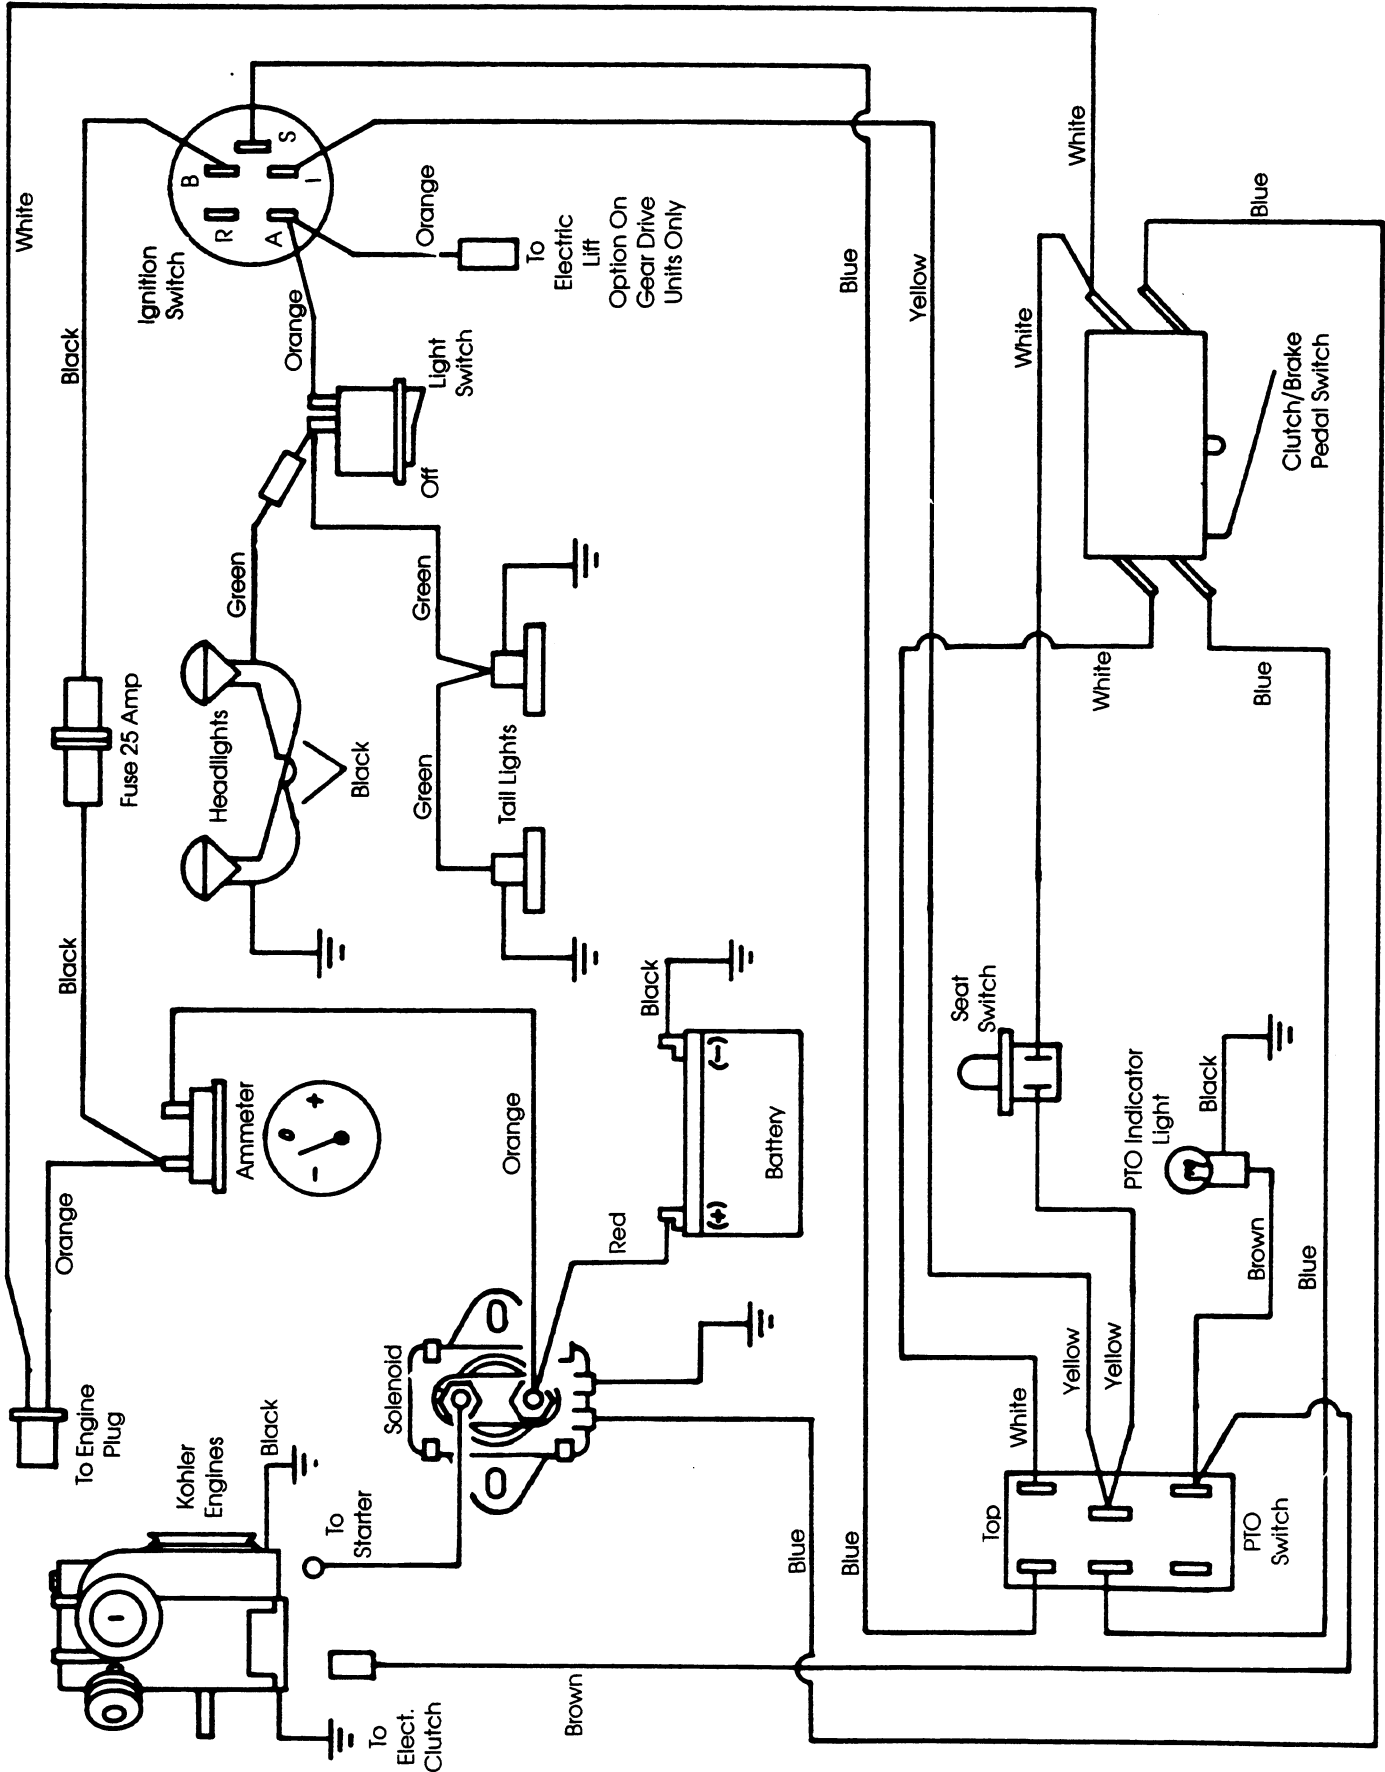 White
Black
Fuse 25 Amp
Black
Orange
To Engine
Plug
Ignition
Switch
B
S
R
A
I
Orange
To
Electric
Lift
Option On
Gear Drive
Units Only
Orange
Light
Switch
Off
Green
Headlights
Black
Green
Green
Tail Lights
Ammeter
- 0 +
Orange
Black
(-)
(+)
Battery
Red
Solenoid
Kohler
Engines
Black
To
Starter
To
Elect.
Clutch
Brown
Blue
Blue
Blue
Yellow
White
White
Blue
Clutch/Brake
Pedal Switch
White
Blue
Seat
Switch
PTO Indicator
Light
Black
Brown
Blue
Yellow
Yellow
White
Top
PTO
Switch